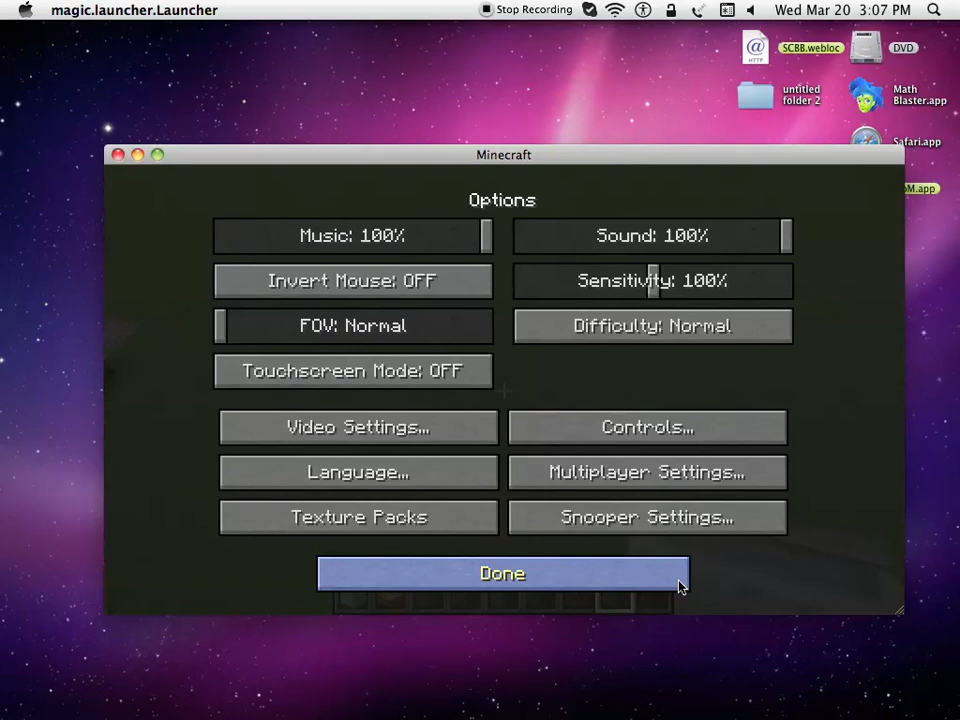 magic.launcher.Launcher
Stop Recording
Wed Mar 20 3:07 PM
SCBB.webloc
DVD
HTTP
untitled
folder 2
Math
Blaster.app
Safari.app
Minecraft
Options
Music: 100%
Sound: 100%
Invert Mouse: OFF
Sensitivity: 100%
FOV: Normal
Difficulty: Normal
Touchscreen Mode: OFF
Video Settings...
Controls...
Language...
Multiplayer Settings...
Texture Packs
Snooper Settings...
Done